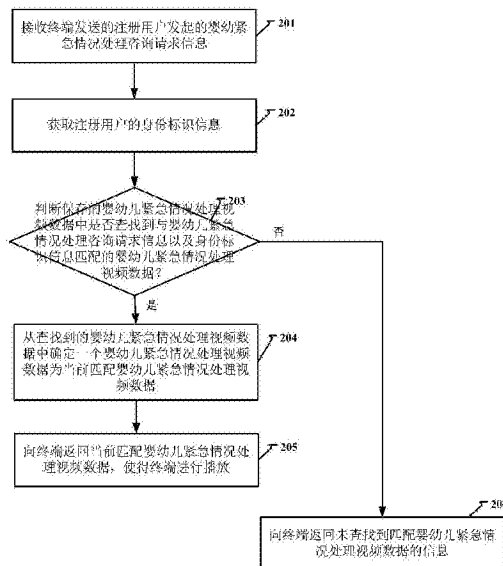 接收终端发送的注册用户发起的婴幼紧
急情况处理咨询请求信息
201
获取注册用户的身份标识信息
202
判断保存的婴幼儿紧急情况处理视
频数据中是否查找到与婴幼儿紧急
情况处理咨询请求信息以及身份标
识信息匹配的婴幼儿紧急情况处理
视频数据?
203
否
是
从查找到的婴幼儿紧急情况处理视频数
据中确定一个婴幼儿紧急情况处理视频
数据为当前匹配婴幼儿紧急情况处理视
频数据
204
向终端返回当前匹配婴幼儿紧急情况处
理视频数据，使得终端进行播放
205
20
向终端返回未查找到匹配婴幼儿紧急情
况处理视频数据的信息